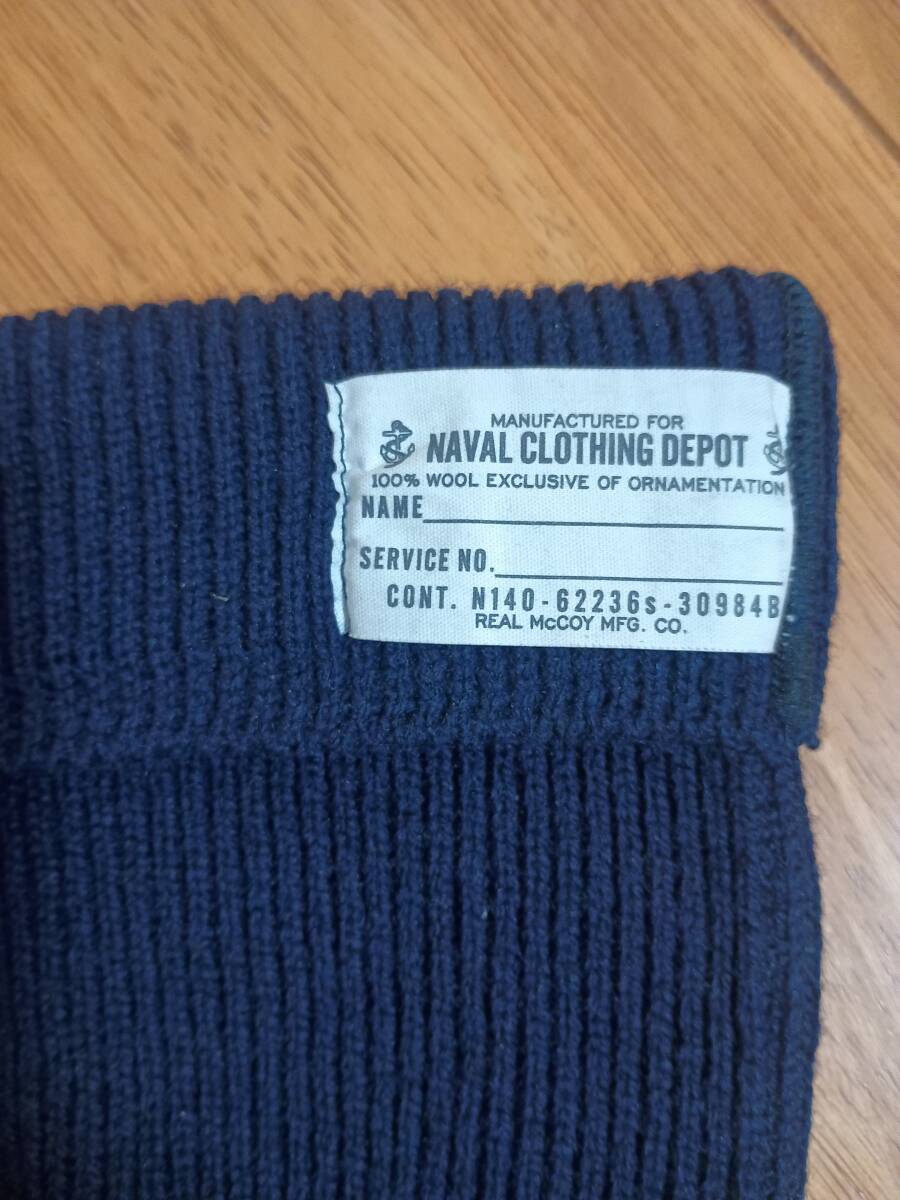 MANUFACTURED FOR
NAVAL CLOTHING DEPOT
100% WOOL EXCLUSIVE OF ORNAMENTATION
NAME
SERVICE NO.
CONT. N140-62236s-30984B
REAL McCOY MFG. CO.